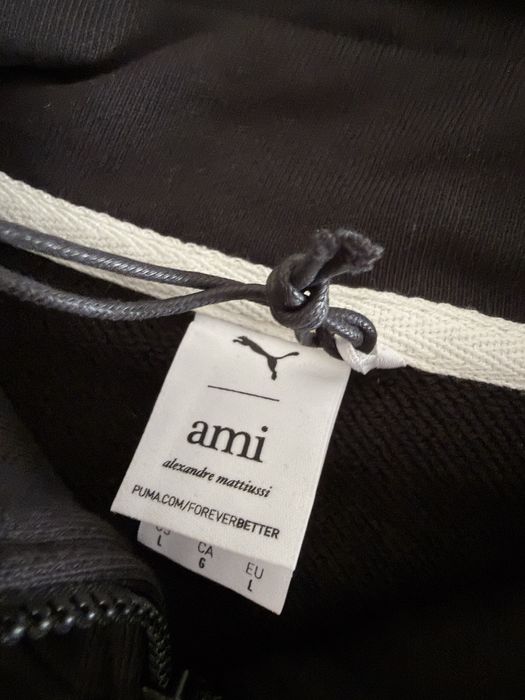 ami
alexandre mattiussi
PUMA.COM/FOREVERBETTER
CA EU
L G L